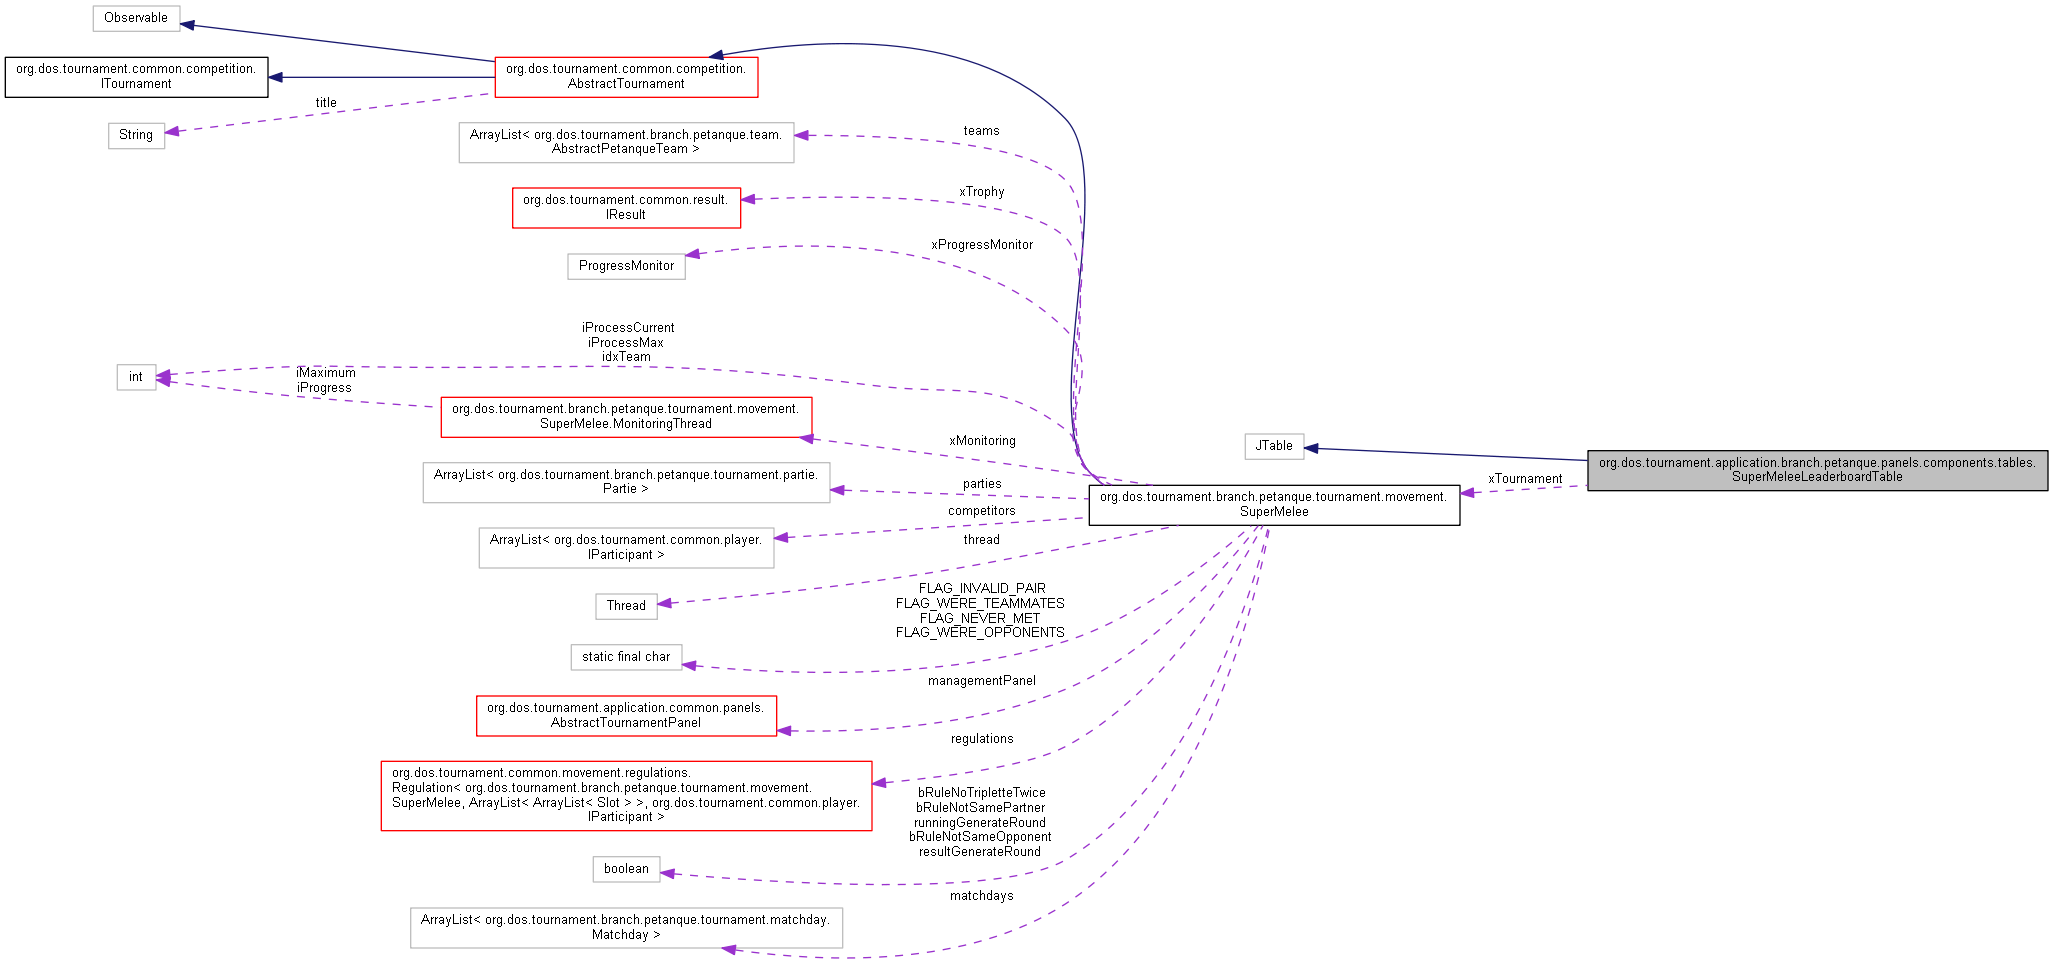 Observable
org.dos.tournament.common.competition.
ITournament
org.dos.tournament.common.competition.
AbstractTournament
title
String
ArrayList< org.dos.tournament.branch.petanque.team.
AbstractPetanqueTeam >
teams
org.dos.tournament.common.result.
IResult
xTrophy
ProgressMonitor
xProgressMonitor
iProcessCurrent
iProcessMax
idxTeam
int
iMaximum
iProgress
org.dos.tournament.branch.petanque.tournament.movement.
SuperMelee.MonitoringThread
xMonitoring
JTable
org.dos.tournament.application.branch.petanque.panels.components.tables.
SuperMeleeLeaderboardTable
xTournament
ArrayList< org.dos.tournament.branch.petanque.tournament.partie.
Partie >
parties
org.dos.tournament.branch.petanque.tournament.movement.
SuperMelee
competitors
ArrayList< org.dos.tournament.common.player.
IParticipant >
thread
Thread
FLAG_INVALID_PAIR
FLAG_WERE_TEAMMATES
FLAG_NEVER_MET
FLAG_WERE_OPPONENTS
static final char
managementPanel
org.dos.tournament.application.common.panels.
AbstractTournamentPanel
regulations
org.dos.tournament.common.movement.regulations.
Regulation< org.dos.tournament.branch.petanque.tournament.movement.
SuperMelee, ArrayList< ArrayList< Slot > >, org.dos.tournament.common.player.
IParticipant >
bRuleNoTripletteTwice
bRuleNotSamePartner
runningGenerateRound
bRuleNotSameOpponent
resultGenerateRound
boolean
matchdays
ArrayList< org.dos.tournament.branch.petanque.tournament.matchday.
Matchday >